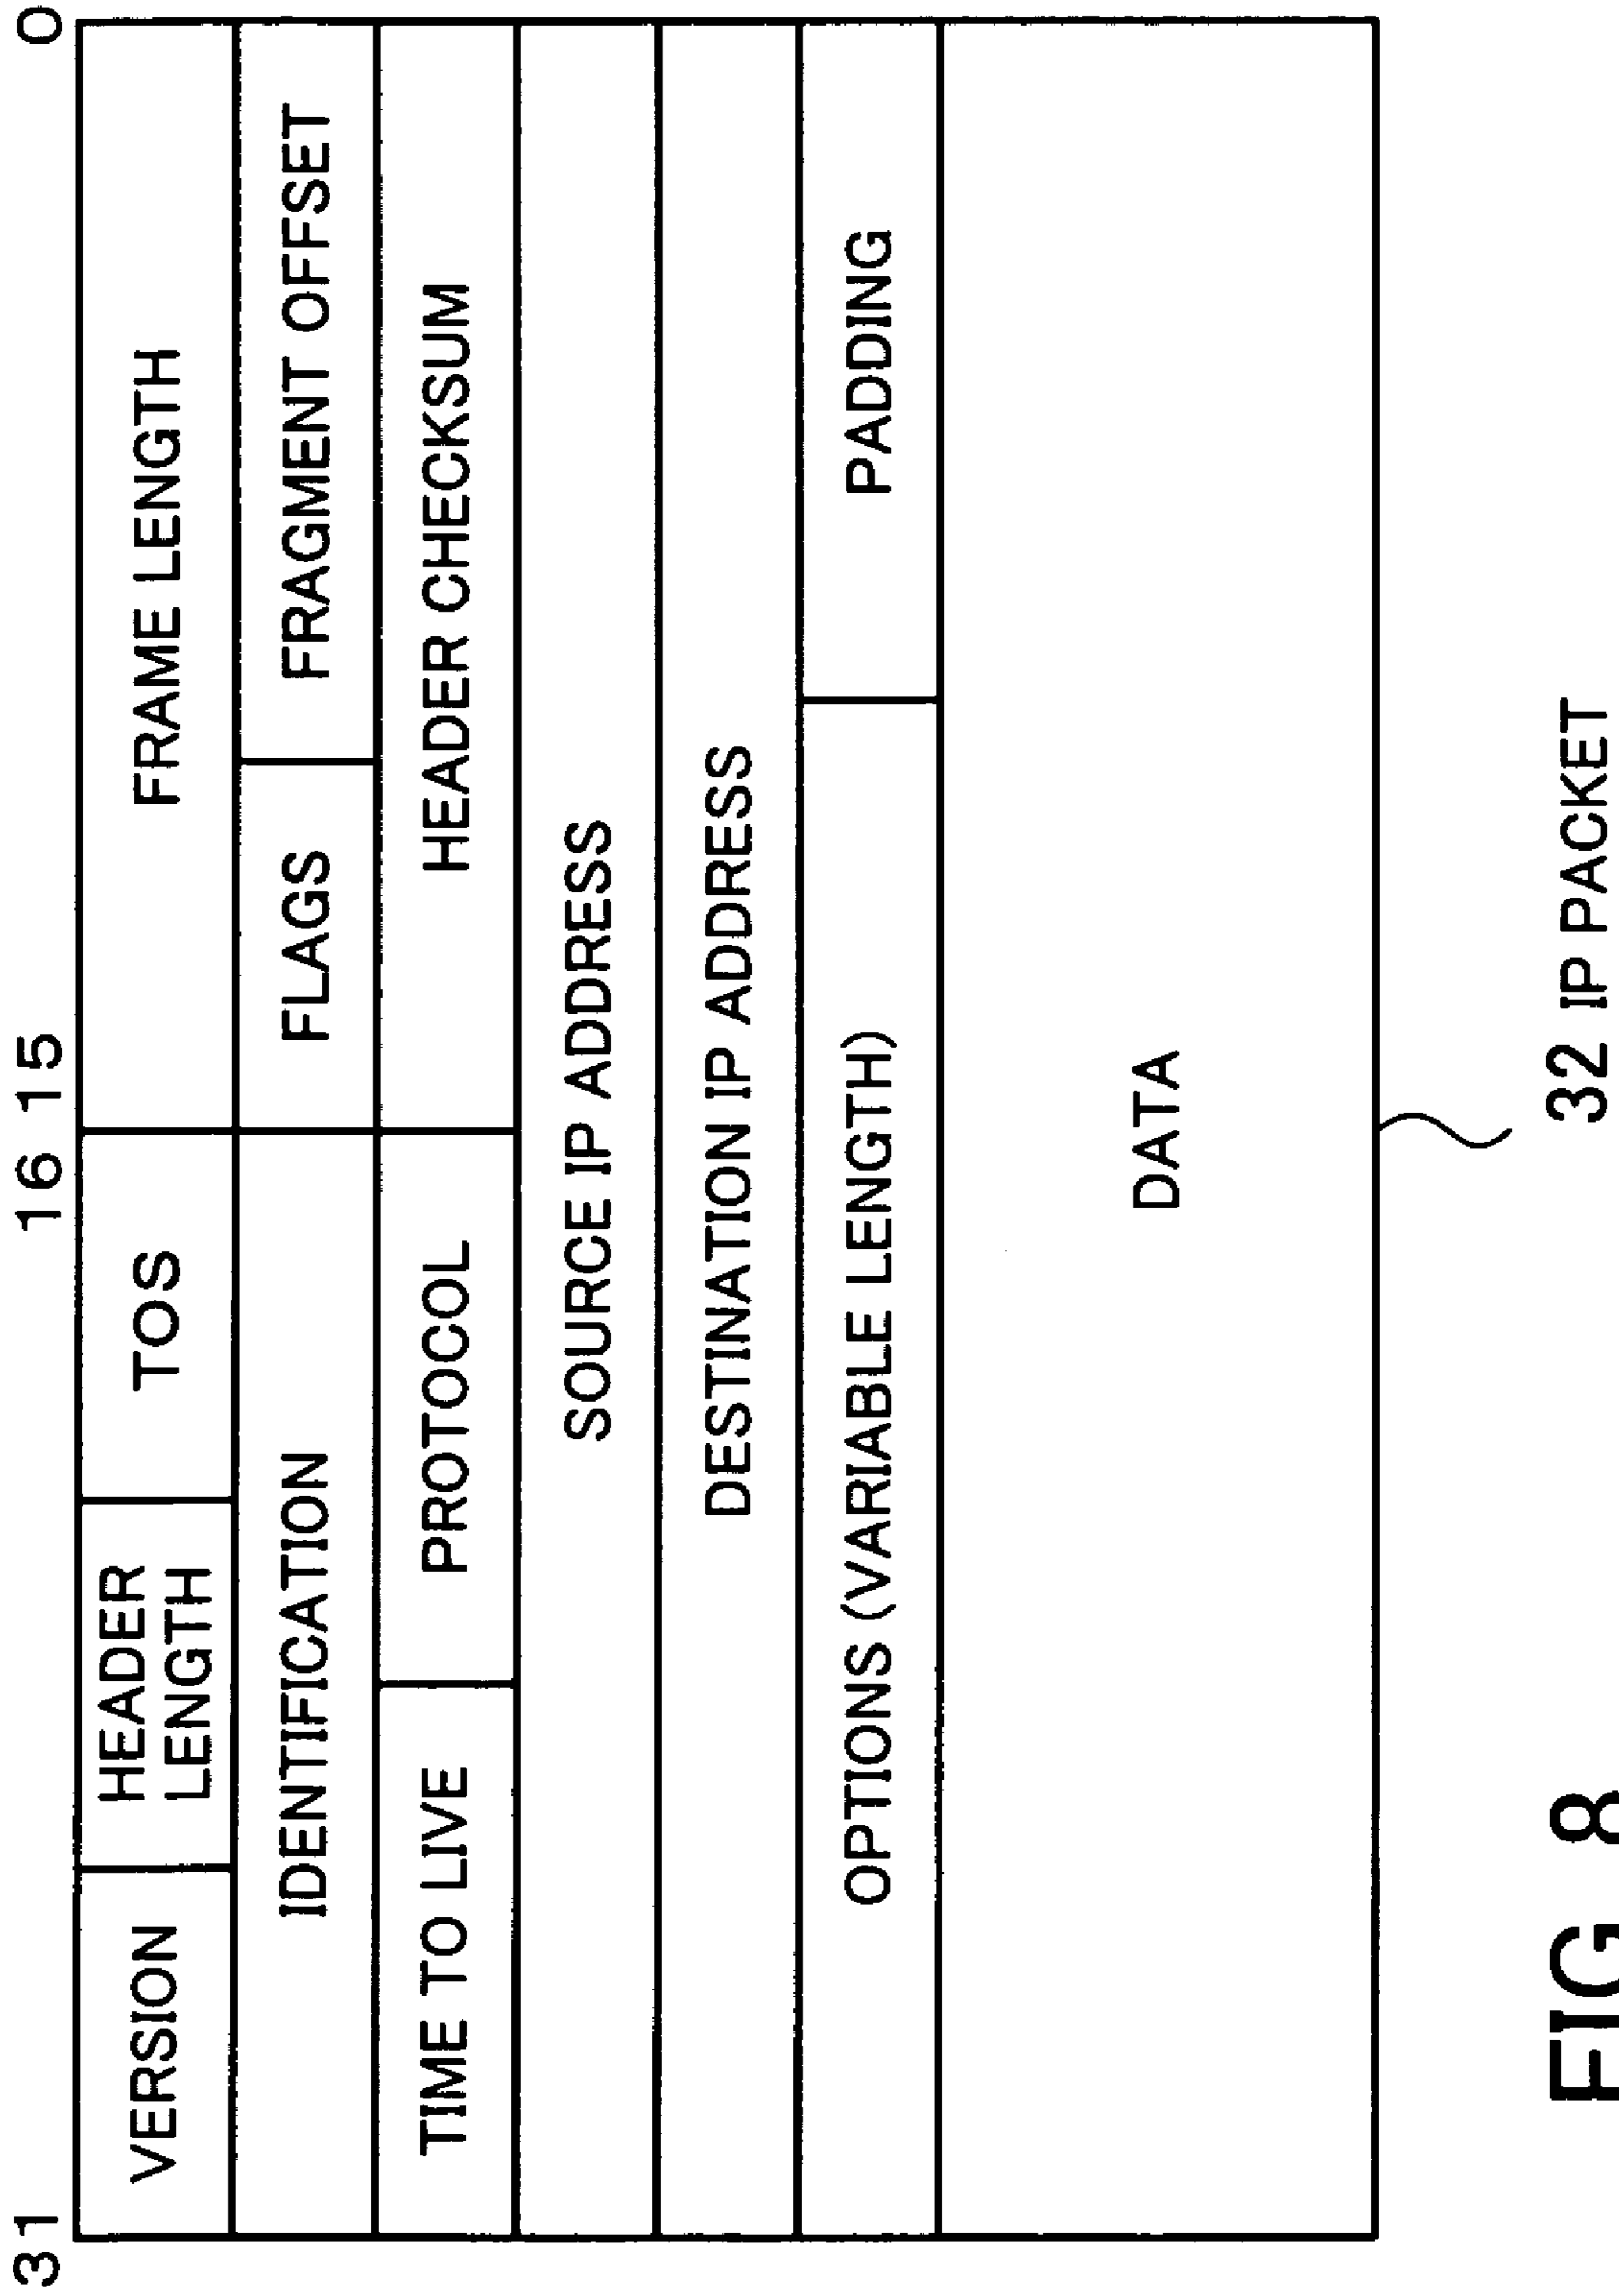 31 16 15 0
VERSION HEADER LENGTH TOS FRAME LENGTH
IDENTIFICATION FLAGS FRAGMENT OFFSET
TIME TO LIVE PROTOCOL HEADER CHECKSUM
SOURCE IP ADDRESS
DESTINATION IP ADDRESS
OPTIONS (VARIABLE LENGTH) PADDING
DATA
32 IP PACKET
FIG 8